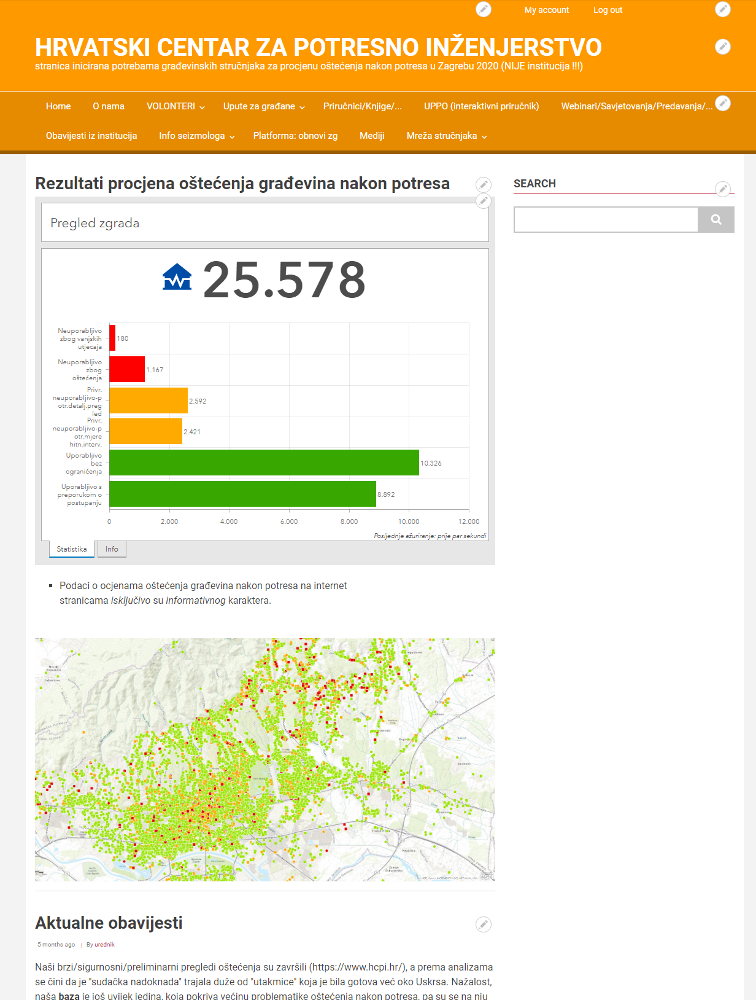 My account
Log out
HRVATSKI CENTAR ZA POTRESNO INŽENJERSTVO
stranica inicirana potrebama građevinskih stručnjaka za procjenu oštećenja nakon potresa u Zagrebu 2020 (NIJE institucija !!!)
Home O nama VOLONTERI Upute za građane Priručnici/Knjige/... UPPO (interaktivni priručnik) Webinari/Savjetovanja/Predavanja/...
Obavijesti iz institucija Info seizmologa Platforma: obnovi zg Mediji Mreža stručnjaka
Rezultati procjena oštećenja građevina nakon potresa
SEARCH
Pregled zgrada
25.578
Neuporabljivo
zbog vanjskih
utjecaja
180
Neuporabljivo
zbog
oštećenja
1.167
Privr.
neuporabljivo-p
otr.detalj.preg
led
2.592
Privr.
neuporabljivo-p
otr.mjere
hitn.interv.
2.421
Uporabljivo
bez
ograničenja
10.326
Uporabljivo s
preporukom o
postupanju
8.892
0 2.000 4.000 6.000 8.000 10.000 12.000
Posljednje ažuriranje: prije par sekundi
Statistika Info
Podaci o ocjenama oštećenja građevina nakon potresa na internet
stranicama isključivo su informativnog karaktera.
esri
Aktualne obavijesti
5 months ago | By urednik
Naši brzi/sigurnosni/preliminarni pregledi oštećenja su završili (https://www.hcpi.hr/), a prema analizama
se čini da je "sudačka nadoknada" trajala duže od "utakmice" koja je bila gotova već oko Uskrsa. Nažalost,
naša baza je još uvijek jedina, koja pokriva većinu problematike oštećenja nakon potresa, pa su se na nju